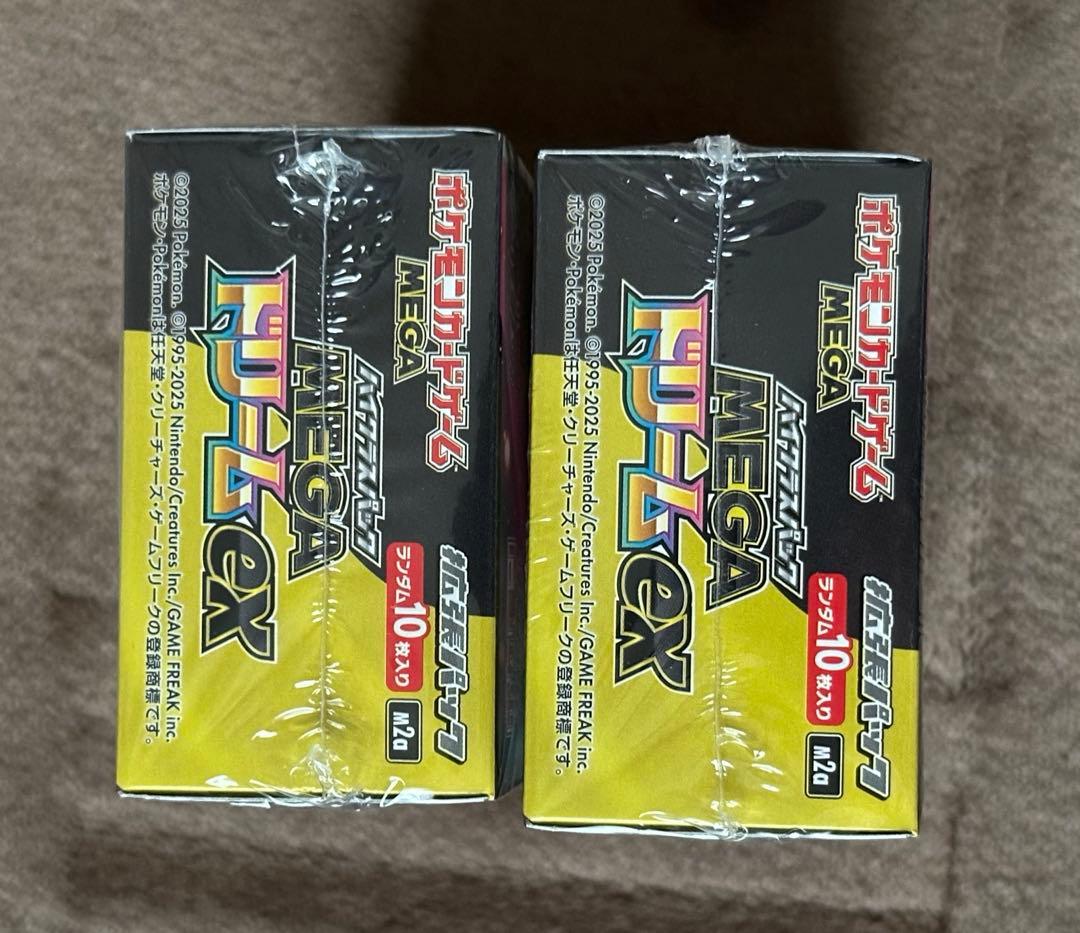 ポケモンカードゲーム
MEGA
拡張パック
ハイクラスパック
MEGA
ドリームex
ランダム10枚入り
m2a
©2025 Pokémon. ©1995-2025 Nintendo/Creatures Inc./GAME FREAK inc.
ポケモン・Pokémonは任天堂・クリーチャーズ・ゲームフリークの登録商標です。
ポケモンカードゲーム
MEGA
拡張パック
ハイクラスパック
MEGA
ドリームex
ランダム10枚入り
m2a
©2025 Pokémon. ©1995-2025 Nintendo/Creatures Inc./GAME FREAK inc.
ポケモン・Pokémonは任天堂・クリーチャーズ・ゲームフリークの登録商標です。